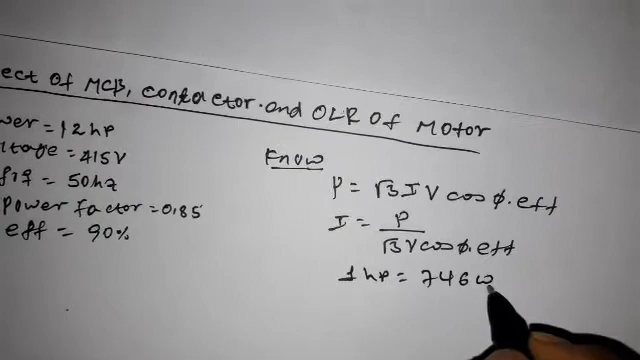 ect of MCB, contactor and OLR of Motor
wer = 12 hp
ltage = 415V
frq = 50hz
power factor = 0.85
eff = 90%
Know
P = √3 I V cos φ. eff
I = P / √3 V cos φ. eff
1 hp = 746 w